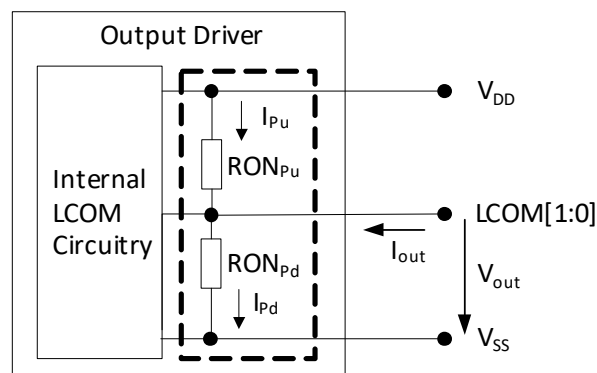 Output Driver
Internal
LCOM
Circuitry
I_Pu
RON_Pu
RON_Pd
I_Pd
V_DD
LCOM[1:0]
I_out
V_out
V_SS